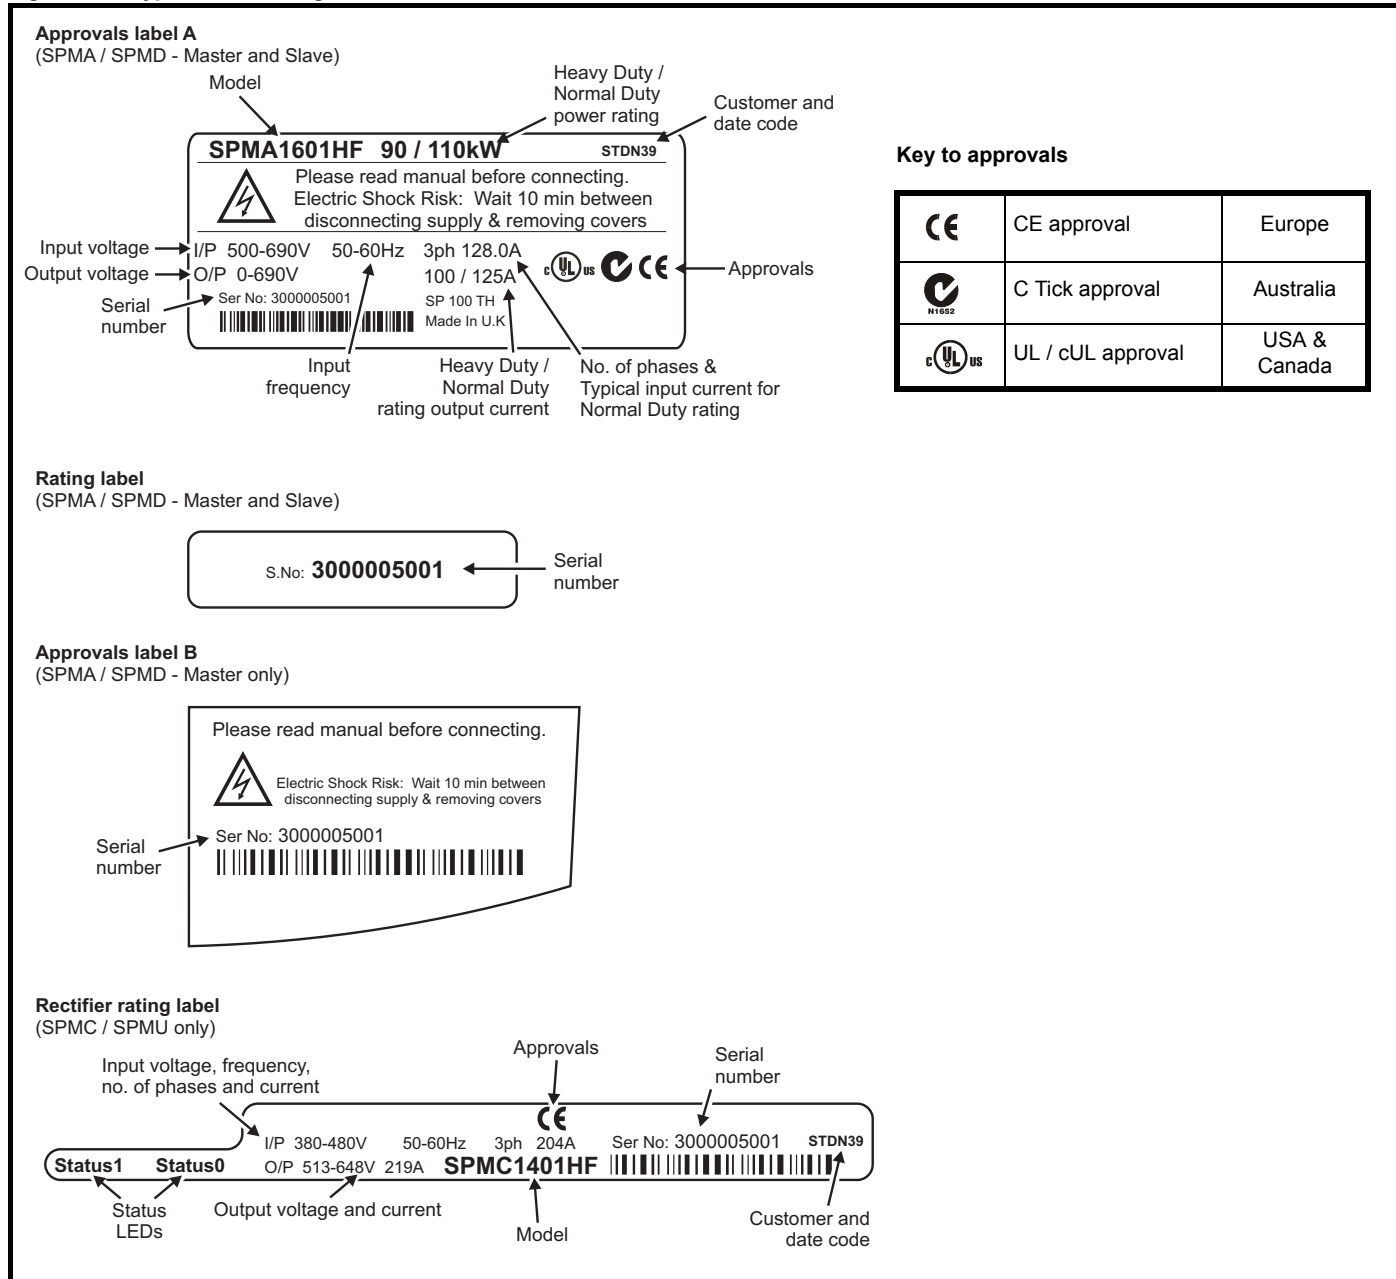 Approvals label A
(SPMA / SPMD - Master and Slave)
Model
Heavy Duty /
Normal Duty
power rating
Customer and
date code
SPMA1601HF 90 / 110kW STDN39
Please read manual before connecting.
Electric Shock Risk: Wait 10 min between
disconnecting supply & removing covers
Input voltage
I/P 500-690V 50-60Hz 3ph 128.0A
Output voltage
O/P 0-690V 100 / 125A
c UL us C CE
Approvals
Serial
number
Ser No: 3000005001
SP 100 TH
Made In U.K
Input
frequency
Heavy Duty /
Normal Duty
rating output current
No. of phases &
Typical input current for
Normal Duty rating
Key to approvals
CE CE approval Europe
N1652 C Tick approval Australia
c UL us UL / cUL approval USA &
Canada
Rating label
(SPMA / SPMD - Master and Slave)
S.No: 3000005001
Serial
number
Approvals label B
(SPMA / SPMD - Master only)
Please read manual before connecting.
Electric Shock Risk: Wait 10 min between
disconnecting supply & removing covers
Serial
number
Ser No: 3000005001
Rectifier rating label
(SPMC / SPMU only)
Input voltage, frequency,
no. of phases and current
Approvals
Serial
number
CE
I/P 380-480V 50-60Hz 3ph 204A Ser No: 3000005001 STDN39
Status1 Status0 O/P 513-648V 219A SPMC1401HF
Status
LEDs
Output voltage and current
Model
Customer and
date code